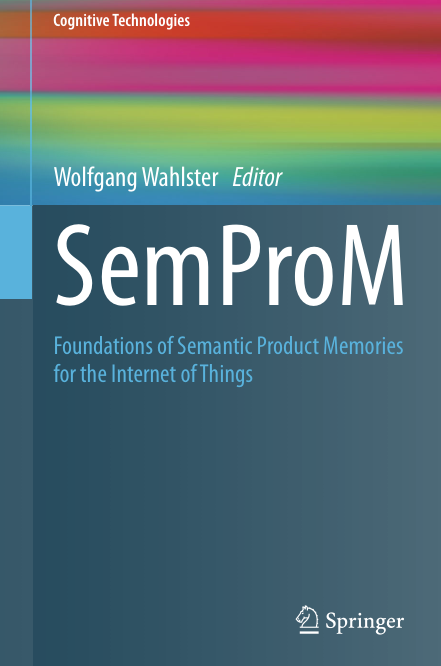 Cognitive Technologies
Wolfgang Wahlster Editor
SemProM
Foundations of Semantic Product Memories
for the Internet of Things
Springer